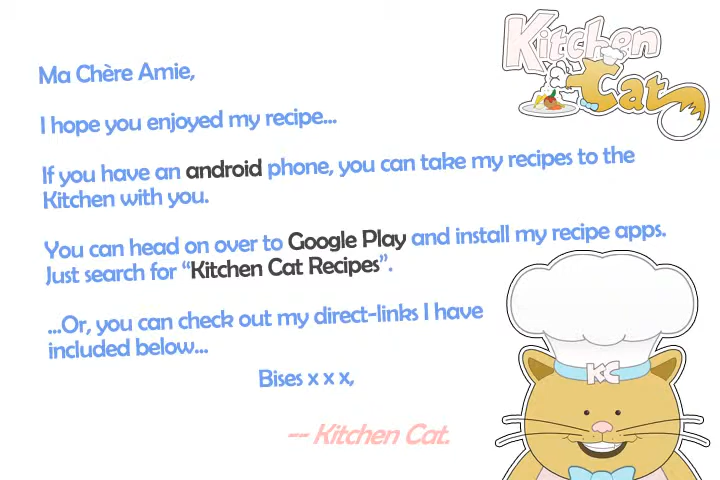 Kitchen
Cat
Ma Chère Amie,
I hope you enjoyed my recipe...
If you have an android phone, you can take my recipes to the
Kitchen with you.
You can head on over to Google Play and install my recipe apps.
Just search for “Kitchen Cat Recipes”.
...Or, you can check out my direct-links I have
included below...
Bises x x x,
-- Kitchen Cat.
KC